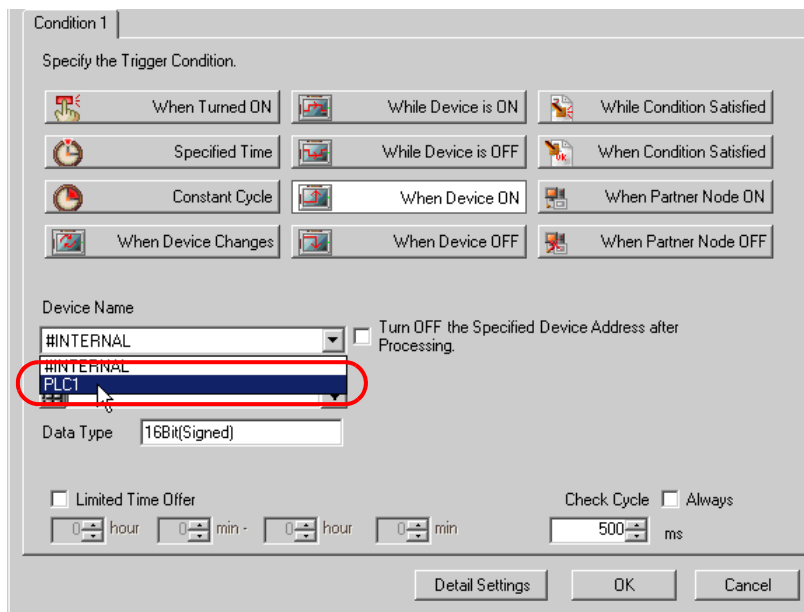 Condition 1
Specify the Trigger Condition.
When Turned ON
While Device is ON
While Condition Satisfied
Specified Time
While Device is OFF
When Condition Satisfied
Constant Cycle
When Device ON
When Partner Node ON
When Device Changes
When Device OFF
When Partner Node OFF
Device Name
#INTERNAL
Turn OFF the Specified Device Address after
Processing.
#INTERNAL
PLC1
Data Type 16Bit(Signed)
Limited Time Offer
Check Cycle Always
0 hour 0 min - 0 hour 0 min
500 ms
Detail Settings OK Cancel